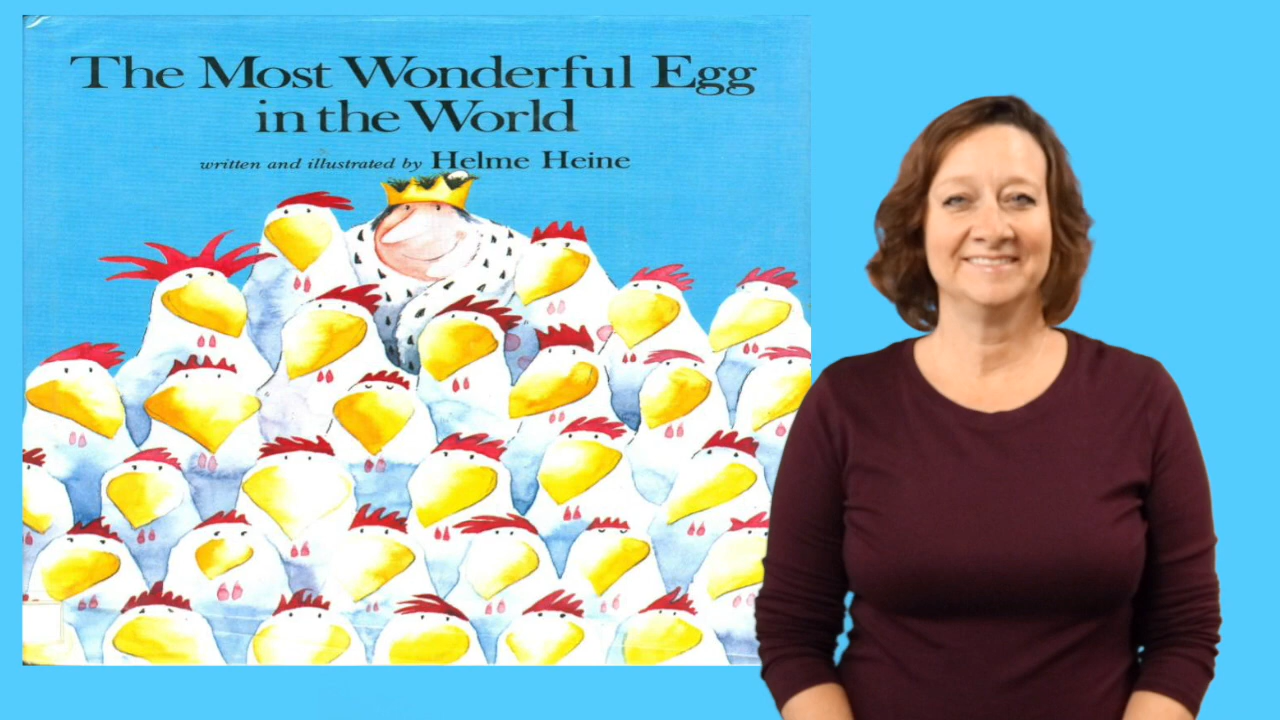 The Most Wonderful Egg
in the World
written and illustrated by Helme Heine